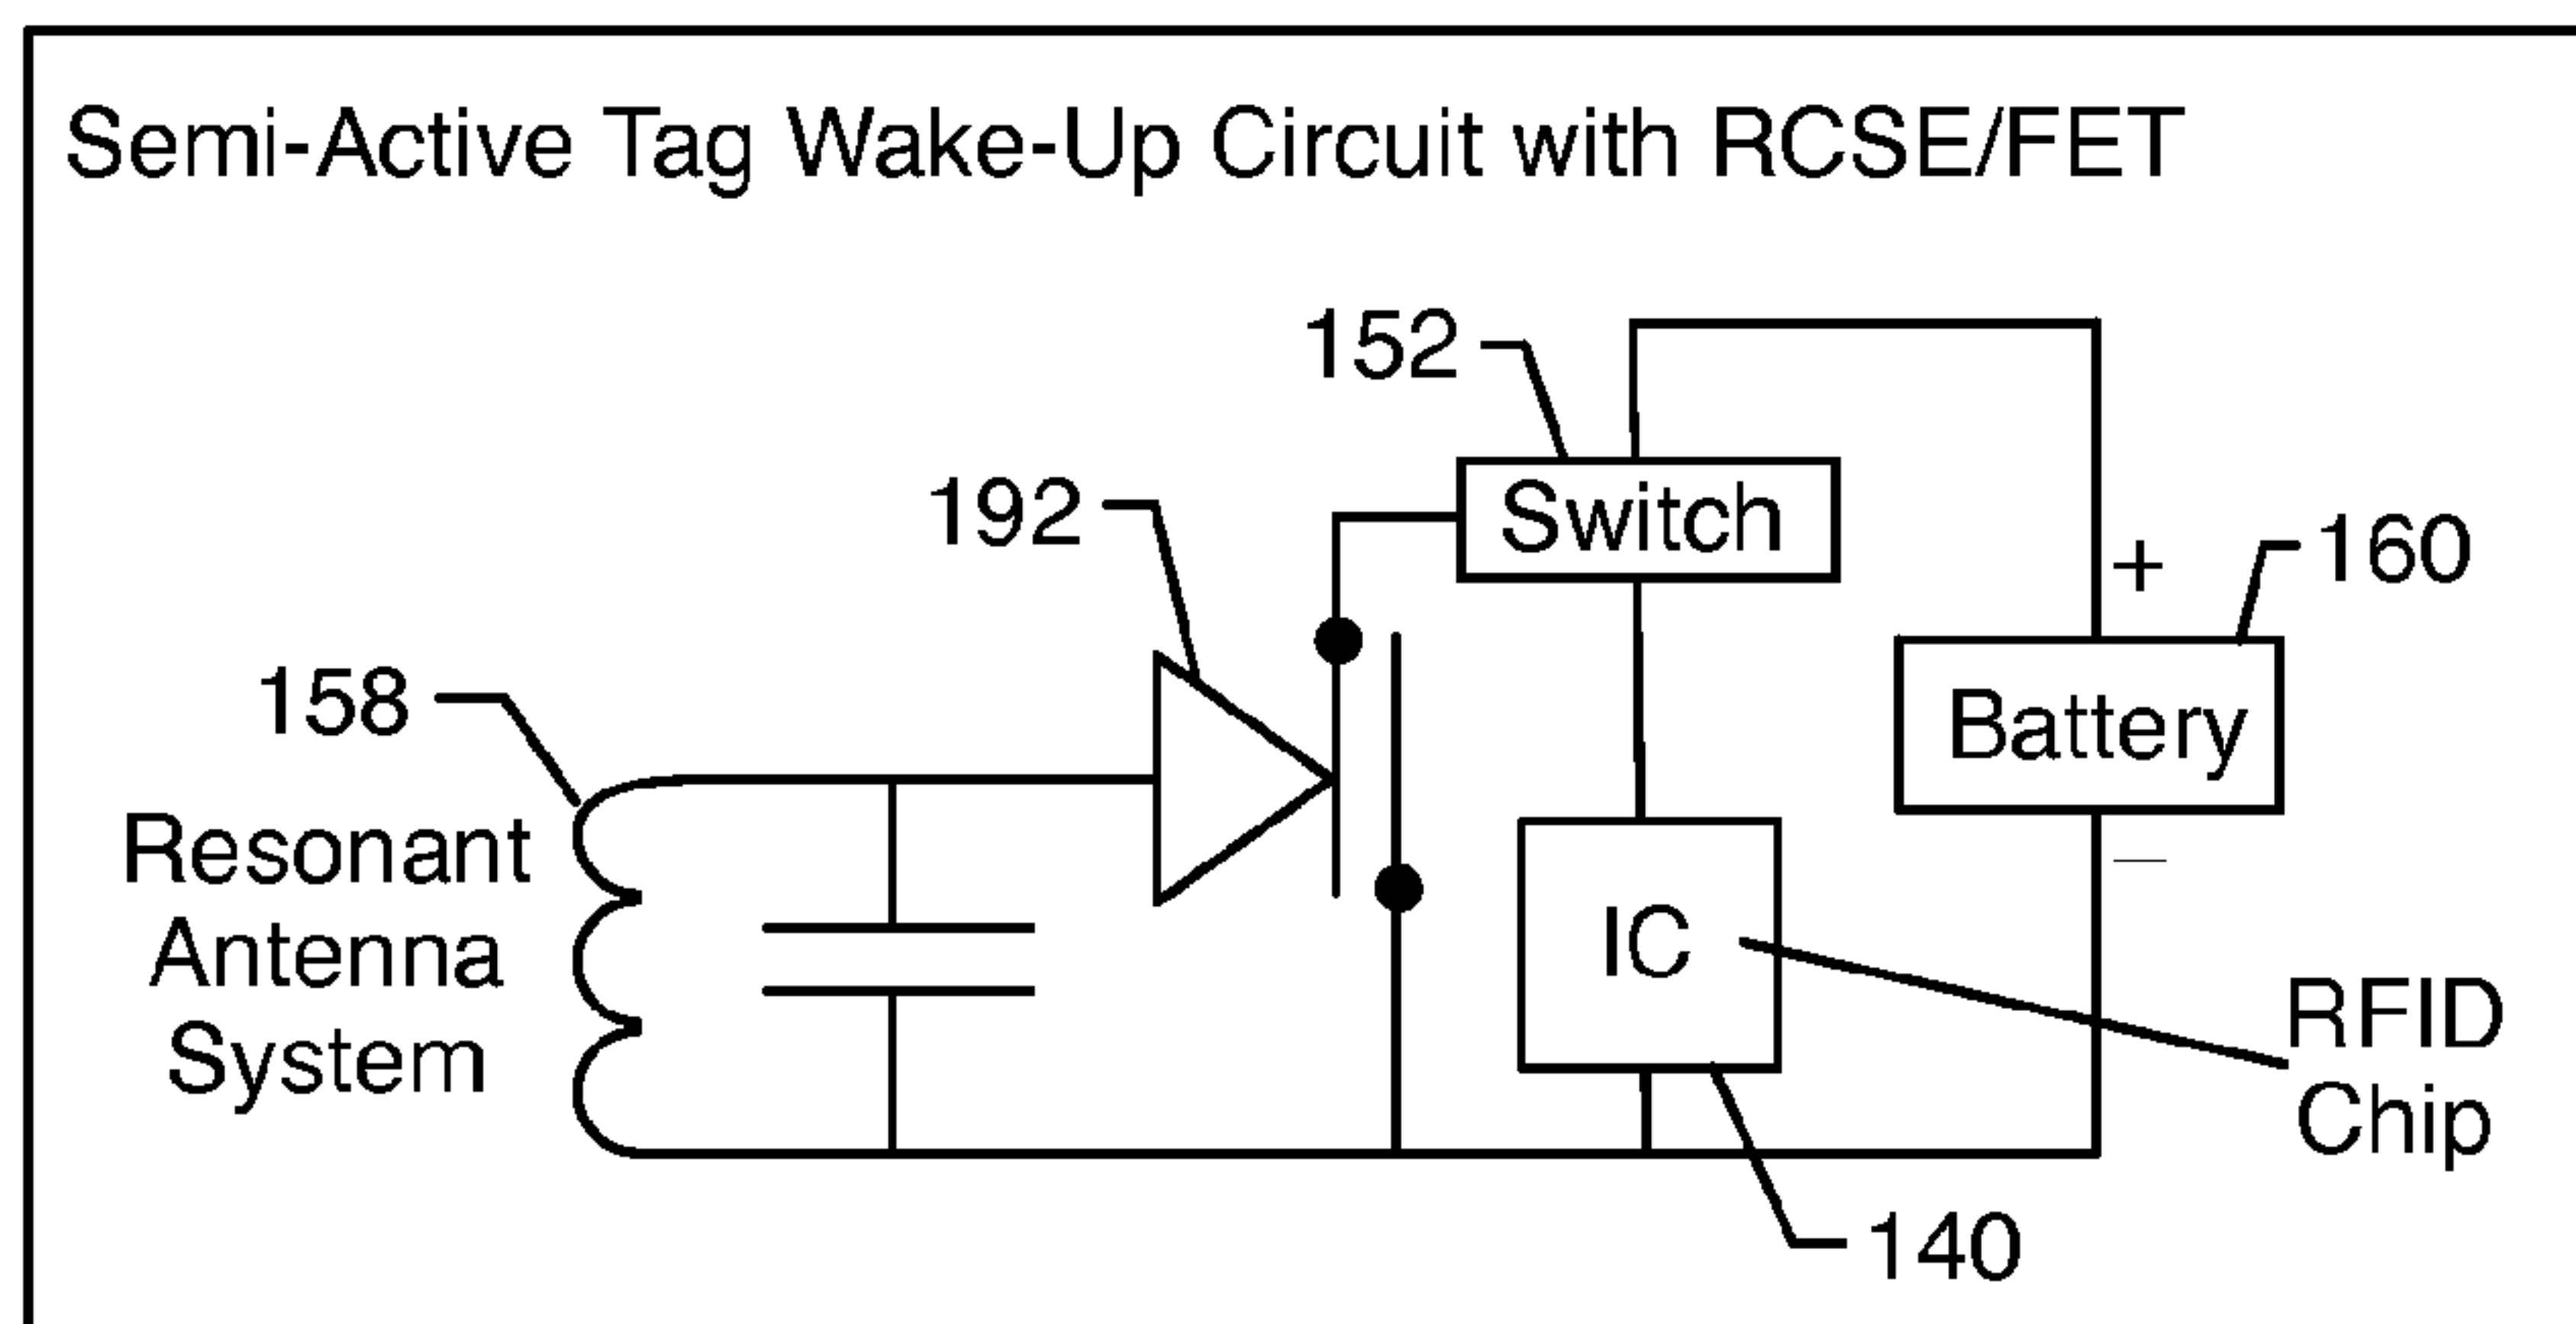 Semi-Active Tag Wake-Up Circuit with RCSE/FET
152
192
Switch
160
+
158
Battery
Resonant
Antenna
System
—
IC
RFID
Chip
140